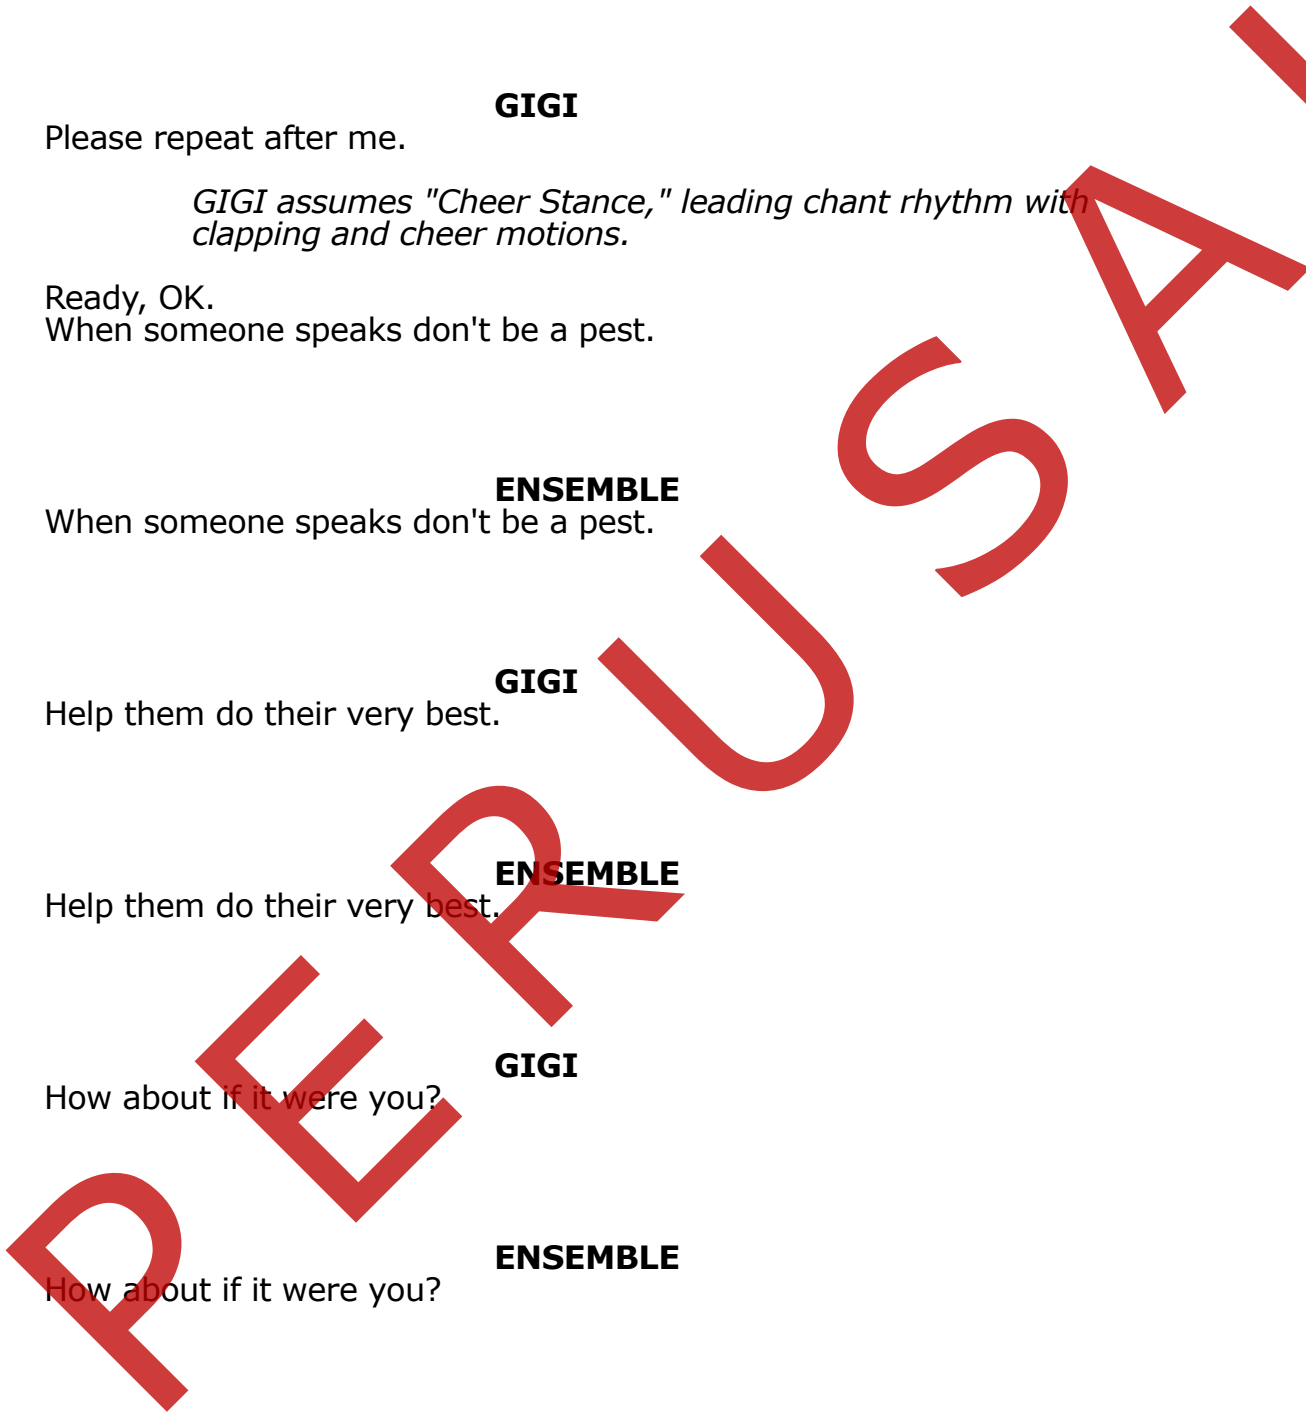 GIGI
Please repeat after me.
GIGI assumes "Cheer Stance," leading chant rhythm with
clapping and cheer motions.
Ready, OK.
When someone speaks don't be a pest.
ENSEMBLE
When someone speaks don't be a pest.
GIGI
Help them do their very best.
ENSEMBLE
Help them do their very best.
GIGI
How about if it were you?
ENSEMBLE
How about if it were you?
PERUSAL